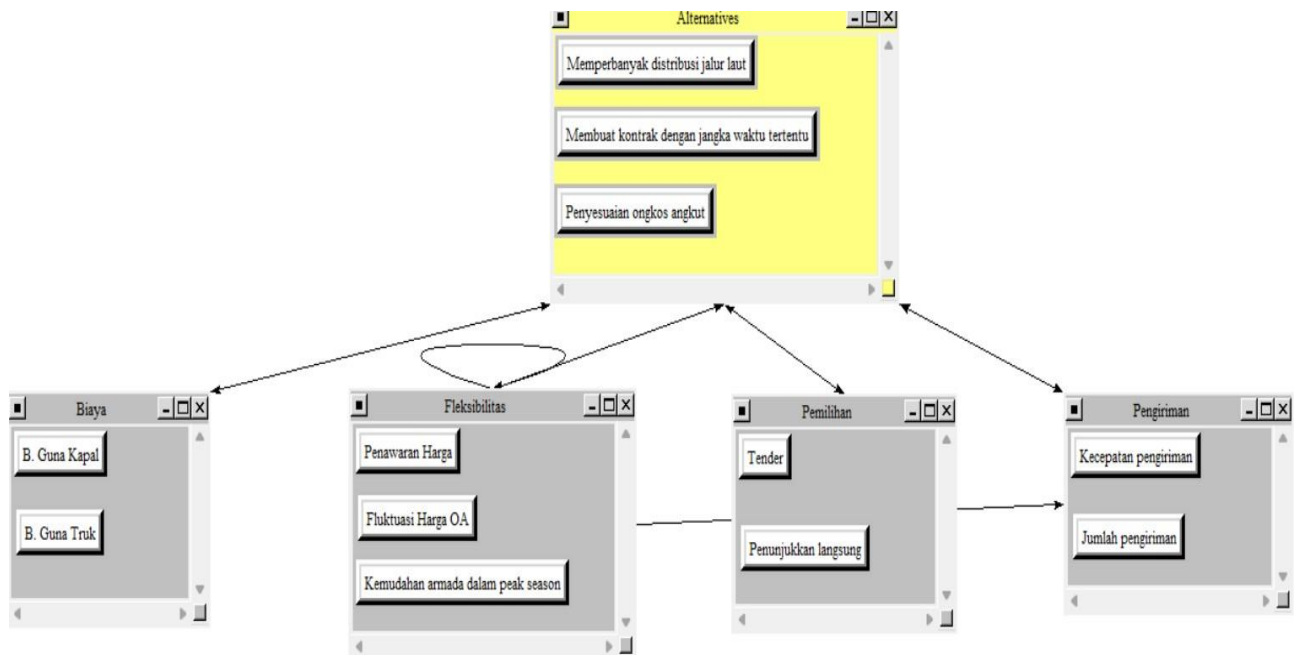 Alternatives
Memperbanyak distribusi jalur laut
Membuat kontrak dengan jangka waktu tertentu
Penyesuaian ongkos angkut
Biaya
B. Guna Kapal
B. Guna Truk
Fleksibilitas
Penawaran Harga
Fluktuasi Harga OA
Kemudahan armada dalam peak season
Pemilihan
Tender
Penunjukkan langsung
Pengiriman
Kecepatan pengiriman
Jumlah pengiriman